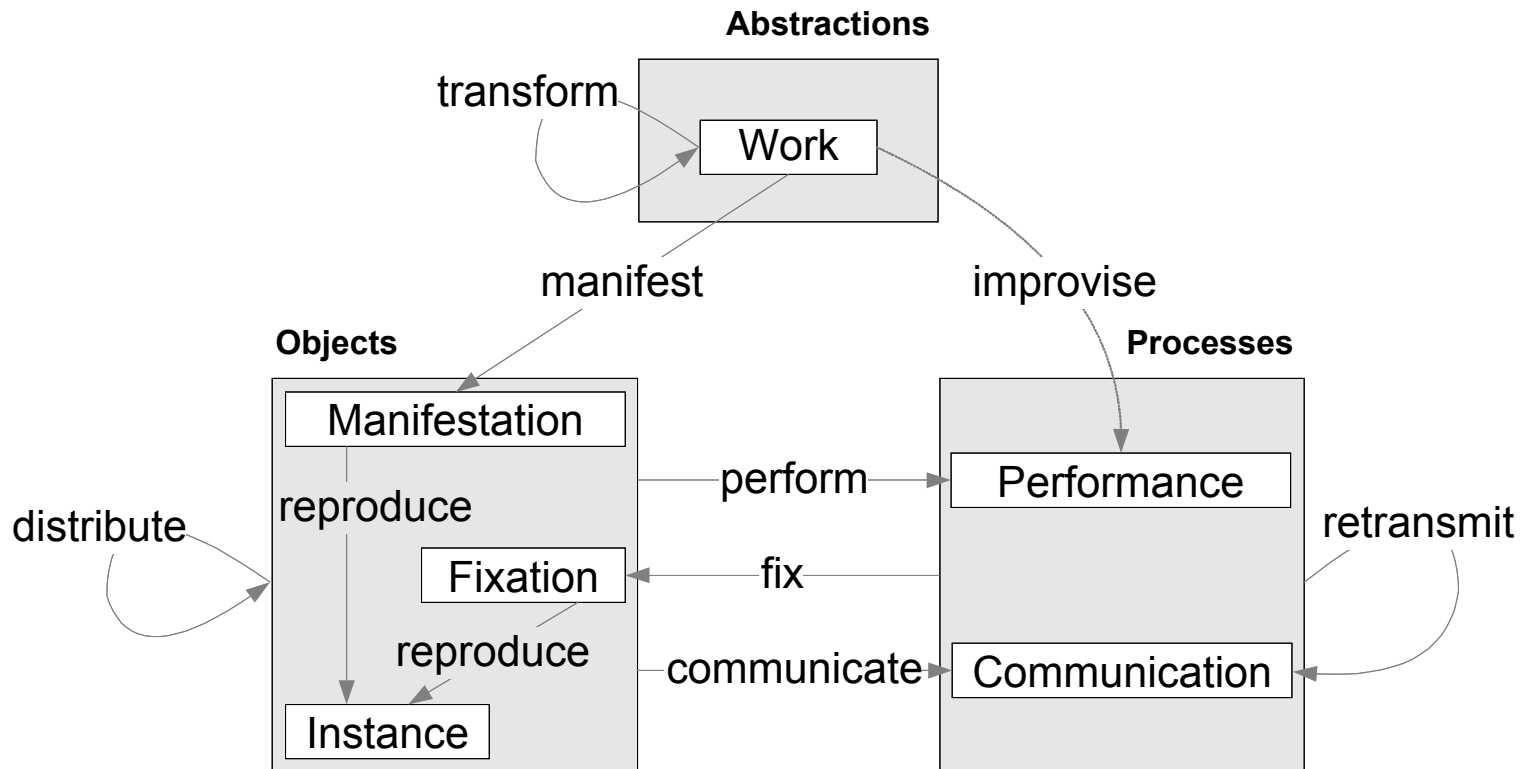 Abstractions
transform
Work
manifest
improvise
Objects
Processes
Manifestation
perform
Performance
reproduce
distribute
retransmit
Fixation
fix
reproduce
communicate
Communication
Instance